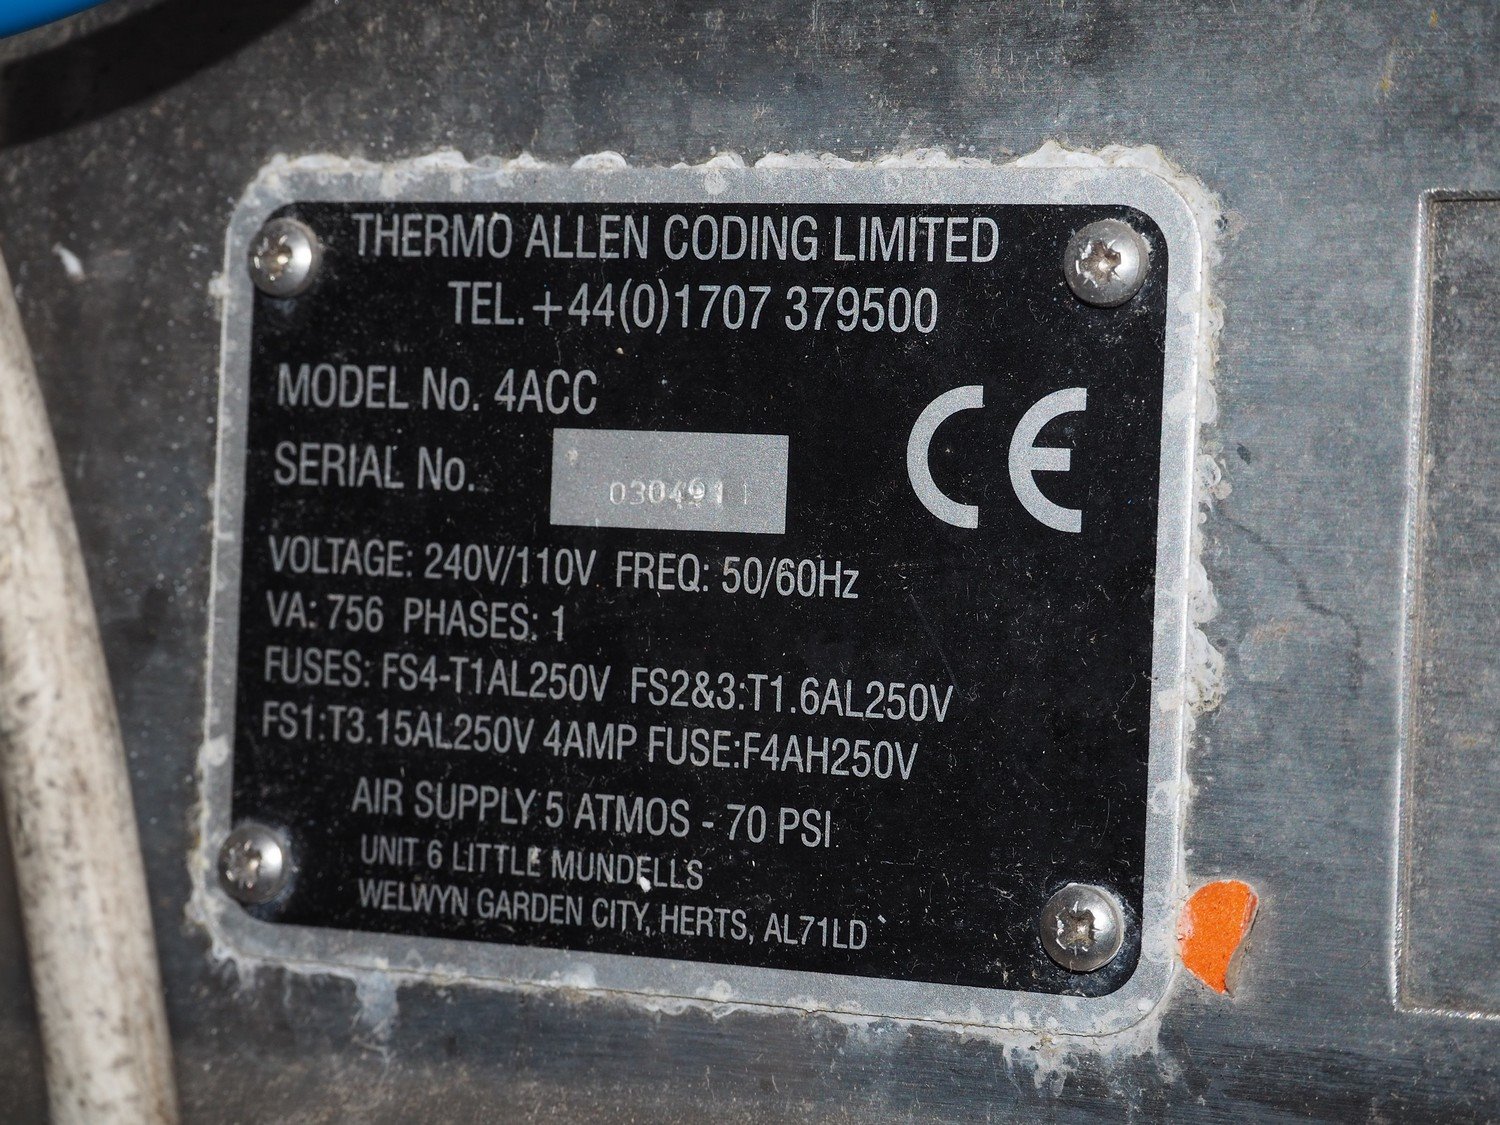 THERMO ALLEN CODING LIMITED
TEL. +44(0)1707 379500
MODEL No. 4ACC
SERIAL No. 030491
CE
VOLTAGE: 240V/110V FREQ: 50/60Hz
VA: 756 PHASES: 1
FUSES: FS4-T1AL250V FS2&3:T1.6AL250V
FS1:T3.15AL250V 4AMP FUSE:F4AH250V
AIR SUPPLY 5 ATMOS - 70 PSI
UNIT 6 LITTLE MUNDELLS
WELWYN GARDEN CITY, HERTS, AL71LD